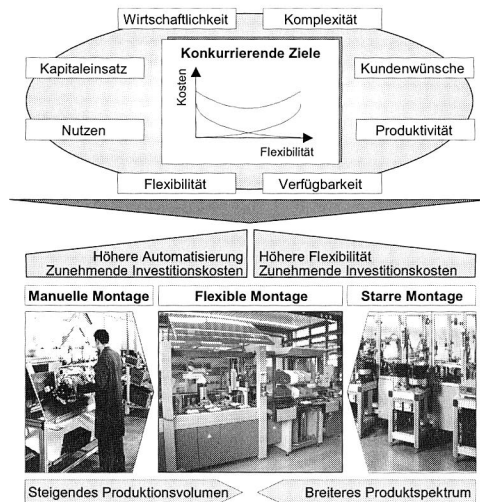 Wirtschaftlichkeit
Komplexität
Konkurrierende Ziele
Kapitaleinsatz
Kundenwünsche
Kosten
Nutzen
Produktivität
Flexibilität
Flexibilität
Verfügbarkeit
Höhere Automatisierung
Zunehmende Investitionskosten
Höhere Flexibilität
Zunehmende Investitionskosten
Manuelle Montage
Flexible Montage
Starre Montage
Steigendes Produktionsvolumen
Breiteres Produktspektrum